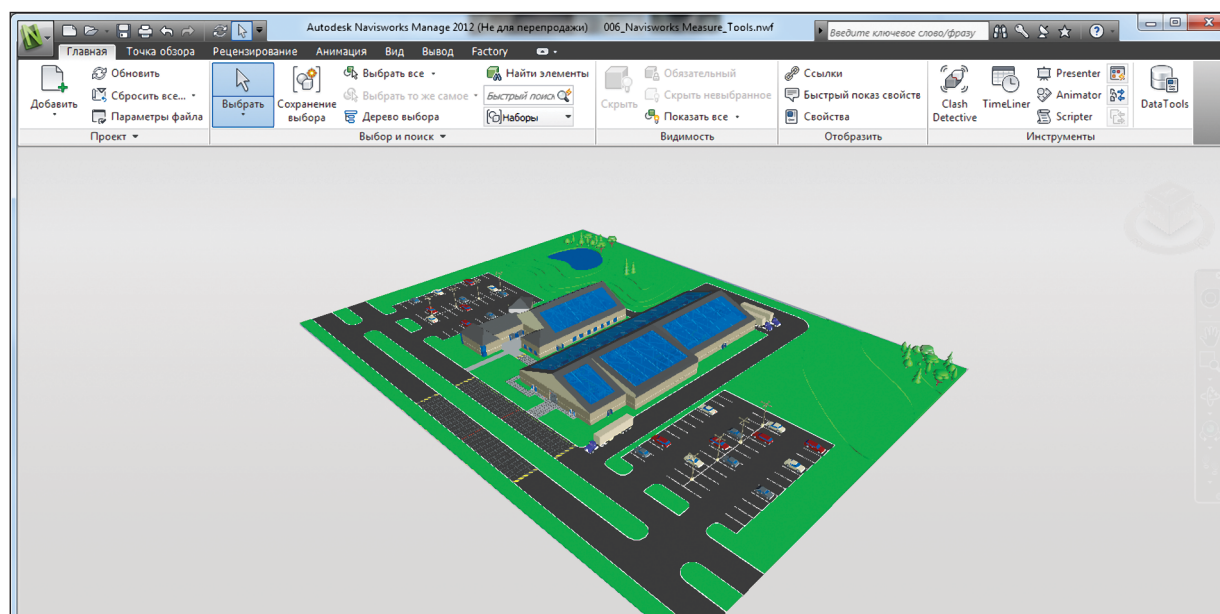 Autodesk Navisworks Manage 2012 (Не для перепродажи) 006_Navisworks Measure_Tools.nwf
Введите ключевое слово/фразу
Главная Точка обзора Рецензирование Анимация Вид Вывод Factory
Добавить
Обновить
Сбросить все...
Параметры файла
Проект
Выбрать
Сохранение выбора
Выбрать все
Выбрать то же самое
Дерево выбора
Найти элементы
Быстрый поиск
Наборы
Выбор и поиск
Скрыть
Обязательный
Скрыть невыбранное
Показать все
Видимость
Ссылки
Быстрый показ свойств
Свойства
Отобразить
Clash Detective
TimeLiner
Presenter
Animator
Scripter
Инструменты
DataTools